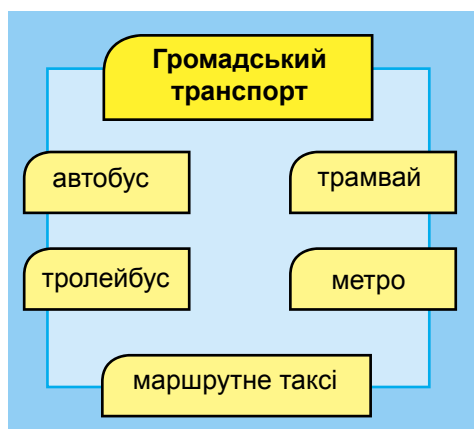 Громадський
транспорт
автобус
трамвай
тролейбус
метро
маршрутне таксі